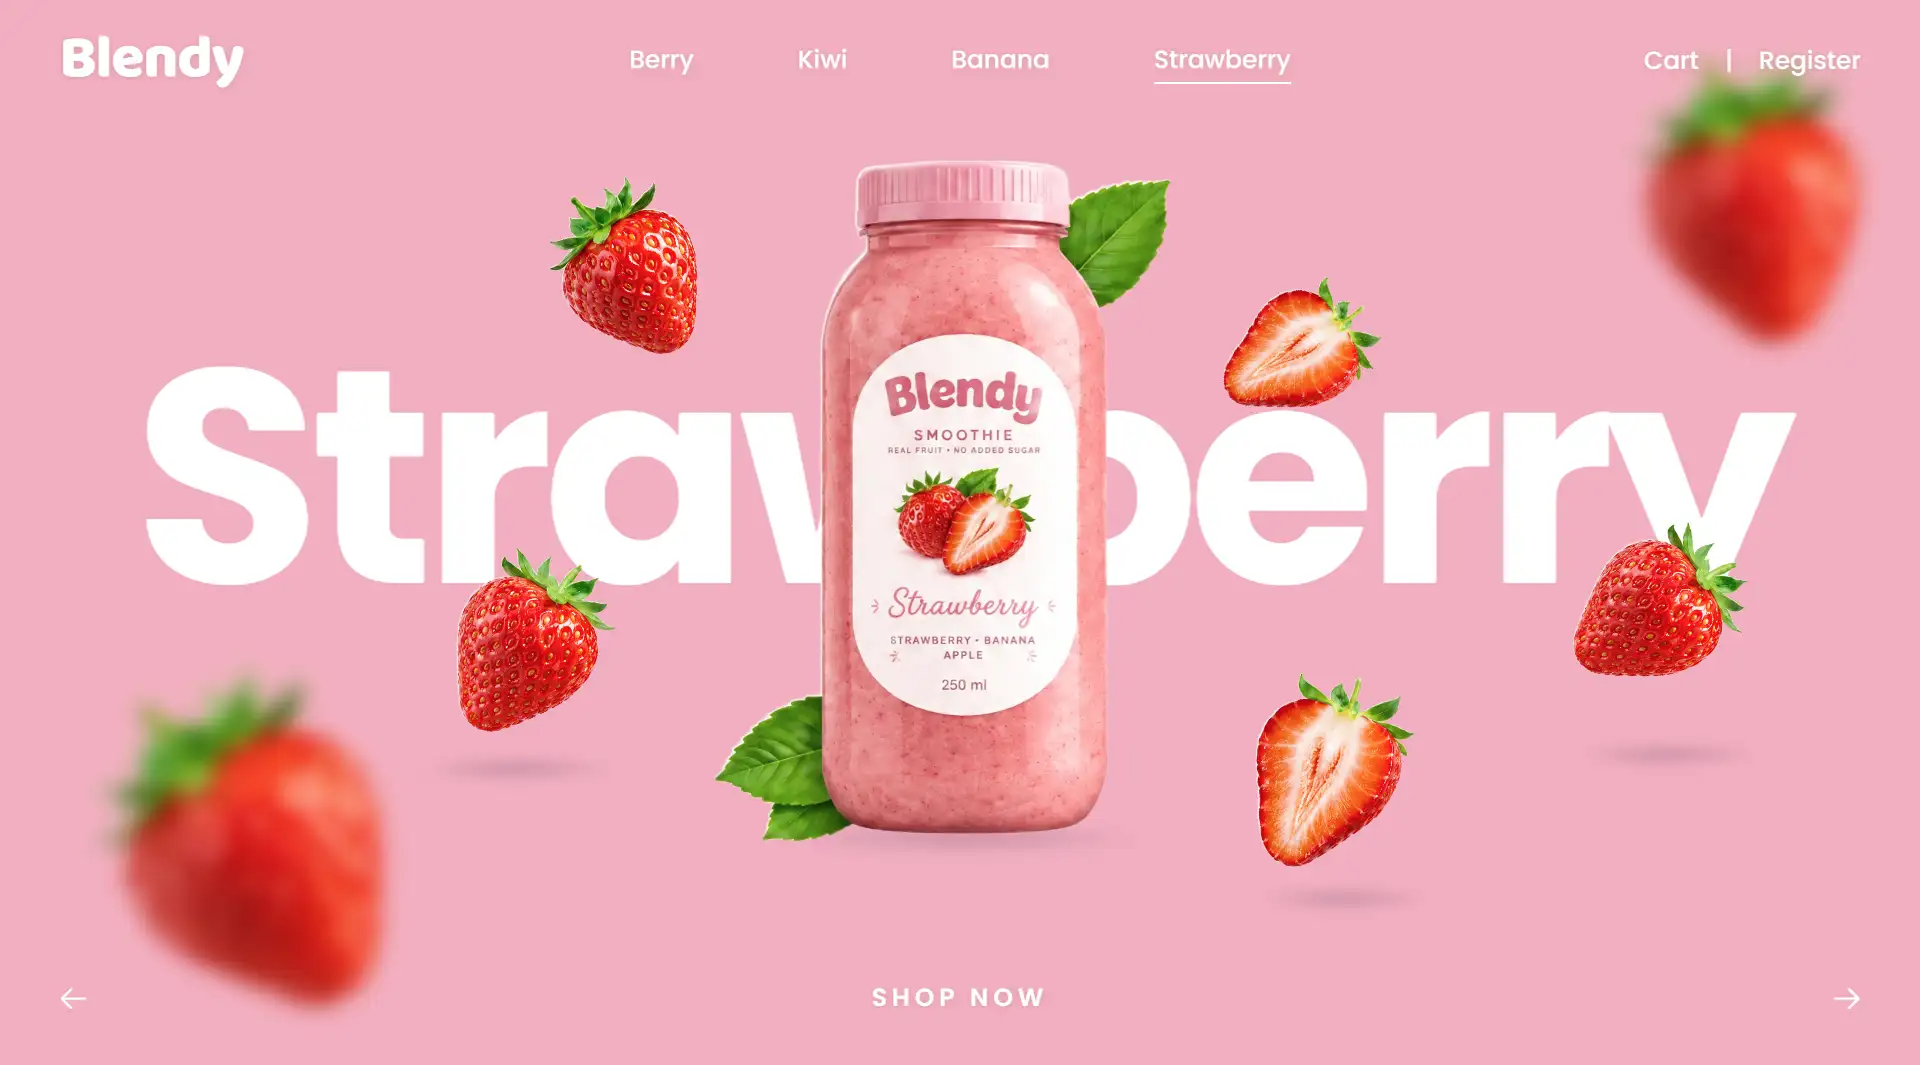 Blendy
Berry
Kiwi
Banana
Strawberry
Cart | Register
Strawberry
Blendy
SMOOTHIE
REAL FRUIT • NO ADDED SUGAR
Strawberry
STRAWBERRY • BANANA
APPLE
250 ml
SHOP NOW